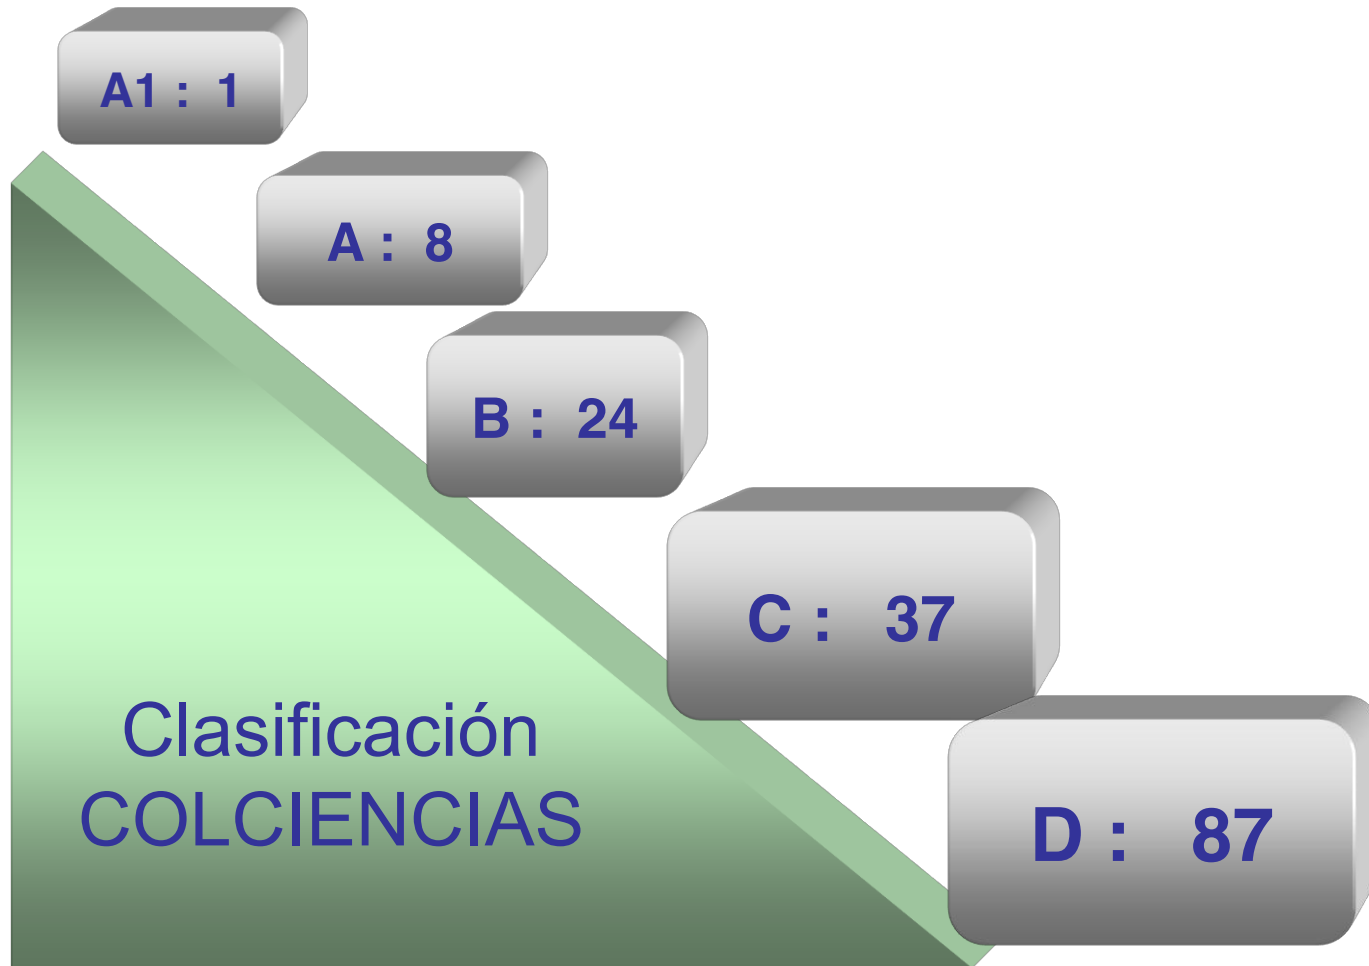 A1 : 1
A : 8
B : 24
C : 37
Clasificación
COLCIENCIAS
D : 87